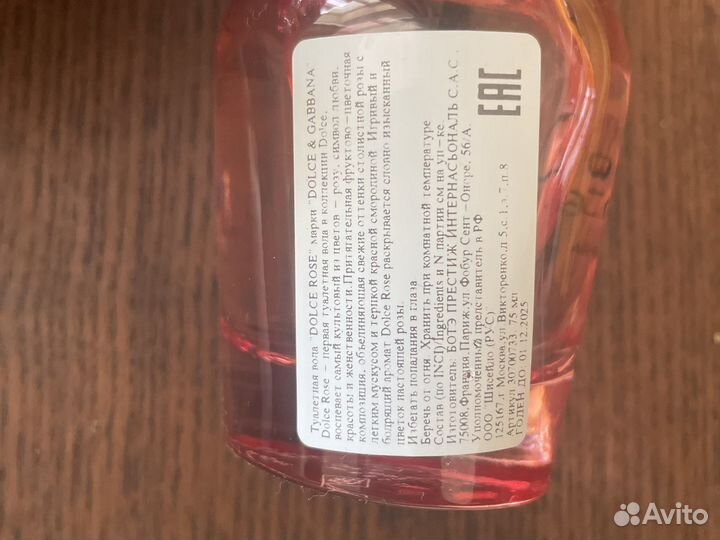 Туалетная вода "DOLCE ROSE" марки "DOLCE & GABBANA"
Dolce Rose - первая туалетная вода в коллекции Dolce,
воспевает самый культовый из цветов - розу, символ любви,
красоты и женственности.Притягательная фруктово-цветочная
композиция, объединяющая свежие оттенки столистной розы с
легким мускусом и терпкой красной смородиной. Игривый и
бодрящий аромат Dolce Rose раскрывается словно изысканный
цветок настоящей розы.
Избегать попадания в глаза
Беречь от огня. Хранить при комнатной температуре
Состав (по INCI)/Ingredients и N партии см на уп-ке
Изготовитель: БОТЭ ПРЕСТИЖ ИНТЕРНАСЬОНАЛЬ С.А.С ,
75008,Франция,Париж,ул Фобур Сент-Оноре, 56/А,
Уполномоченный представитель в РФ
ООО "Шисейдо (РУС)"
125167,г Москва,ул Викторенко,д 5,с 1,э 7,п 8
Артикул 30700733 75 мл
ГОДЕН ДО: 01.12.2025
EAC
Avito